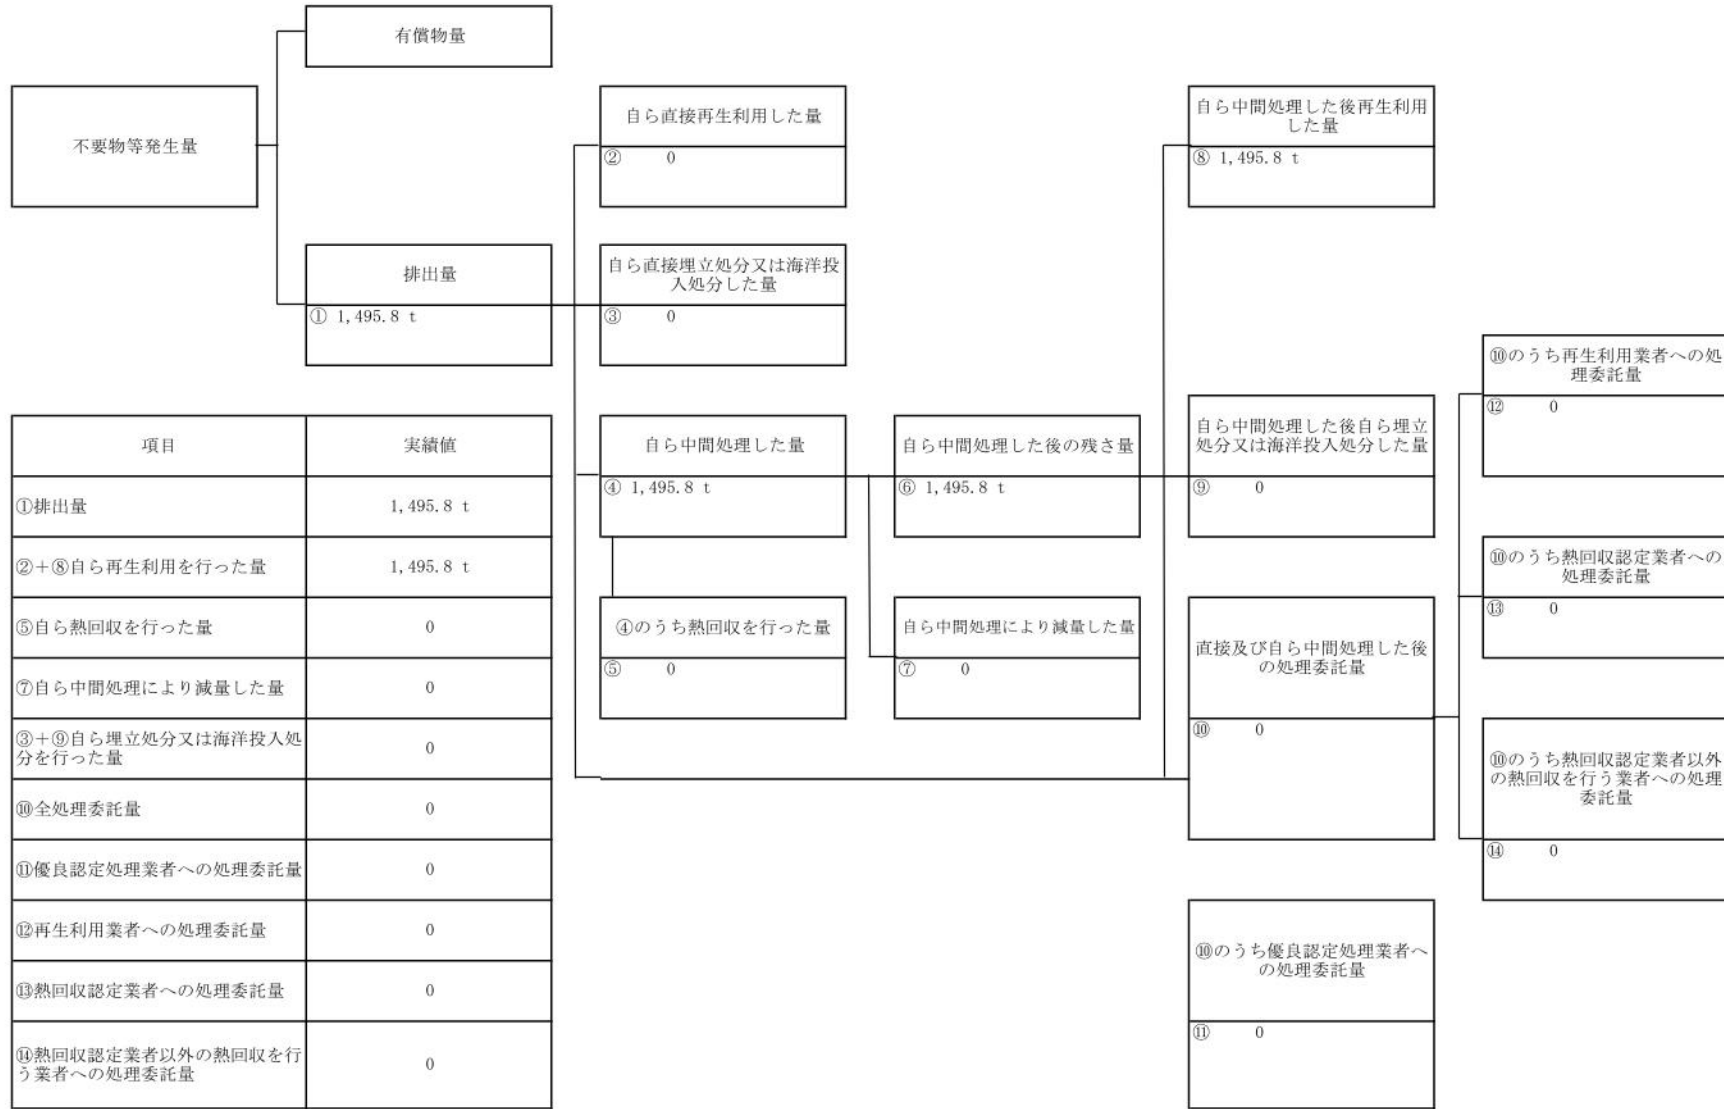 有償物量
不要物等発生量
自ら直接再生利用した量
② 0
自ら中間処理した後再生利用
した量
⑧ 1,495.8 t
排出量
① 1,495.8 t
自ら直接埋立処分又は海洋投
入処分した量
③ 0
⑩のうち再生利用業者への処
理委託量
⑫ 0
自ら中間処理した量
④ 1,495.8 t
自ら中間処理した後の残さ量
⑥ 1,495.8 t
自ら中間処理した後自ら埋立
処分又は海洋投入処分した量
⑨ 0
⑩のうち熱回収認定業者への
処理委託量
⑬ 0
④のうち熱回収を行った量
⑤ 0
自ら中間処理により減量した量
⑦ 0
直接及び自ら中間処理した後
の処理委託量
⑩ 0
⑩のうち熱回収認定業者以外
の熱回収を行う業者への処理
委託量
⑭ 0
⑩のうち優良認定処理業者へ
の処理委託量
⑪ 0
項目 実績値
①排出量 1,495.8 t
②+⑧自ら再生利用を行った量 1,495.8 t
⑤自ら熱回収を行った量 0
⑦自ら中間処理により減量した量 0
③+⑨自ら埋立処分又は海洋投入処
分を行った量 0
⑩全処理委託量 0
⑪優良認定処理業者への処理委託量 0
⑫再生利用業者への処理委託量 0
⑬熱回収認定業者への処理委託量 0
⑭熱回収認定業者以外の熱回収を行
う業者への処理委託量 0